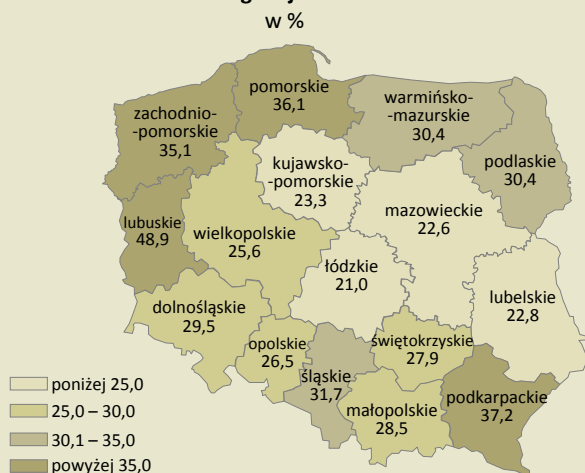 w %
pomorskie
36,1
zachodnio-
-pomorskie
35,1
warmińsko-
-mazurskie
30,4
podlaskie
30,4
kujawsko-
-pomorskie
23,3
mazowieckie
22,6
lubuskie
48,9
wielkopolskie
25,6
łódzkie
21,0
lubelskie
22,8
dolnośląskie
29,5
opolskie
26,5
śląskie
31,7
świętokrzyskie
27,9
małopolskie
28,5
podkarpackie
37,2
poniżej 25,0
25,0 – 30,0
30,1 – 35,0
powyżej 35,0